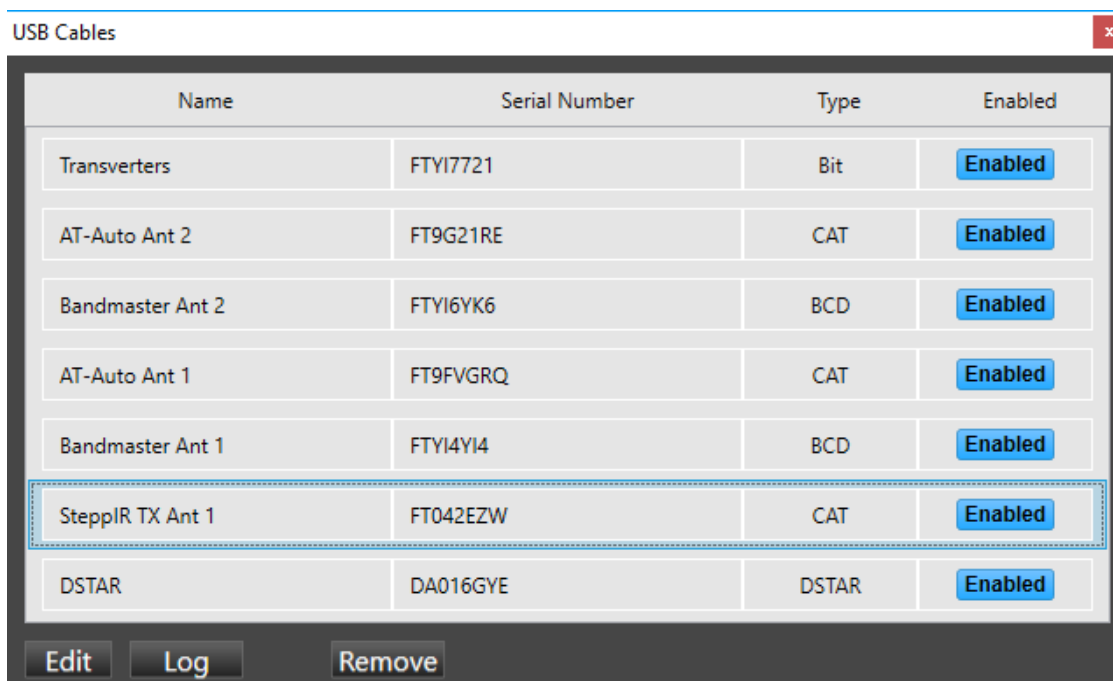 USB Cables x
Name Serial Number Type Enabled
Transverters FTYI7721 Bit Enabled
AT-Auto Ant 2 FT9G21RE CAT Enabled
Bandmaster Ant 2 FTYI6YK6 BCD Enabled
AT-Auto Ant 1 FT9FVGRQ CAT Enabled
Bandmaster Ant 1 FTYI4YI4 BCD Enabled
SteppIR TX Ant 1 FT042EZW CAT Enabled
DSTAR DA016GYE DSTAR Enabled
Edit Log Remove